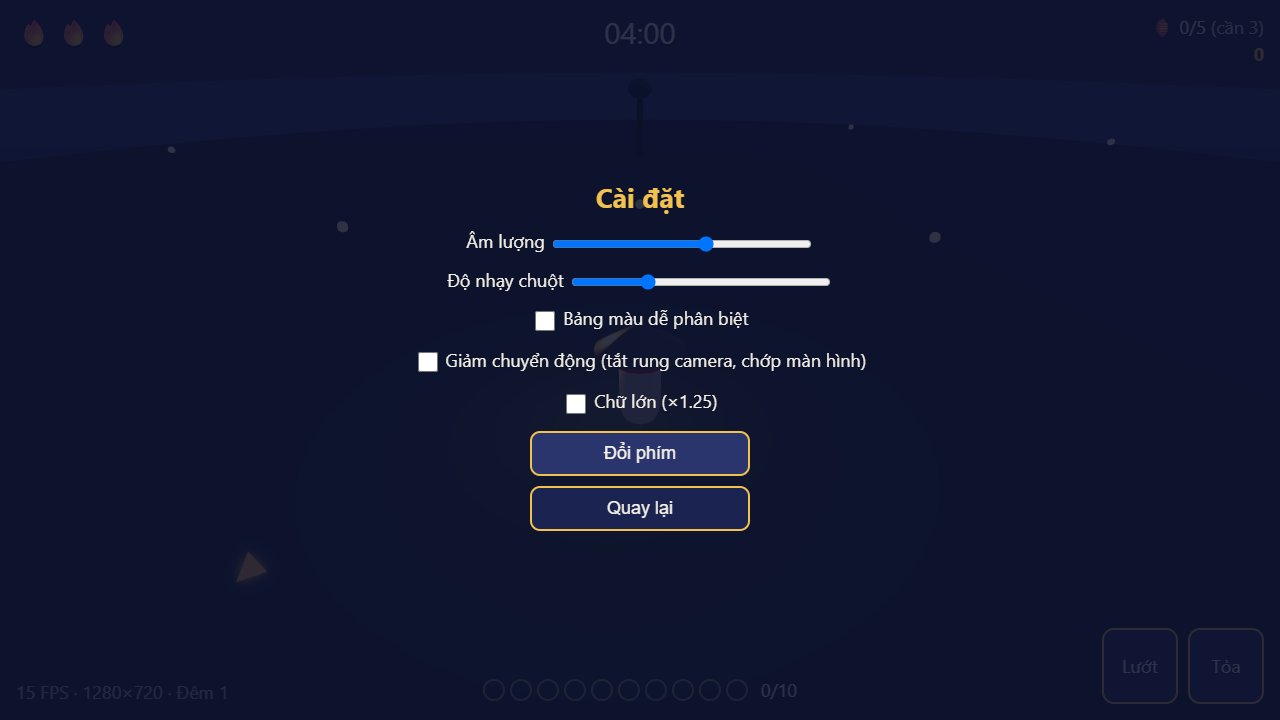 04:00
0/5 (cần 3)
0
Cài đặt
Âm lượng
Độ nhạy chuột
Bảng màu dễ phân biệt
Giảm chuyển động (tắt rung camera, chớp màn hình)
Chữ lớn (×1.25)
Đổi phím
Quay lại
Lướt
Tỏa
15 FPS · 1280×720 · Đêm 1
0/10